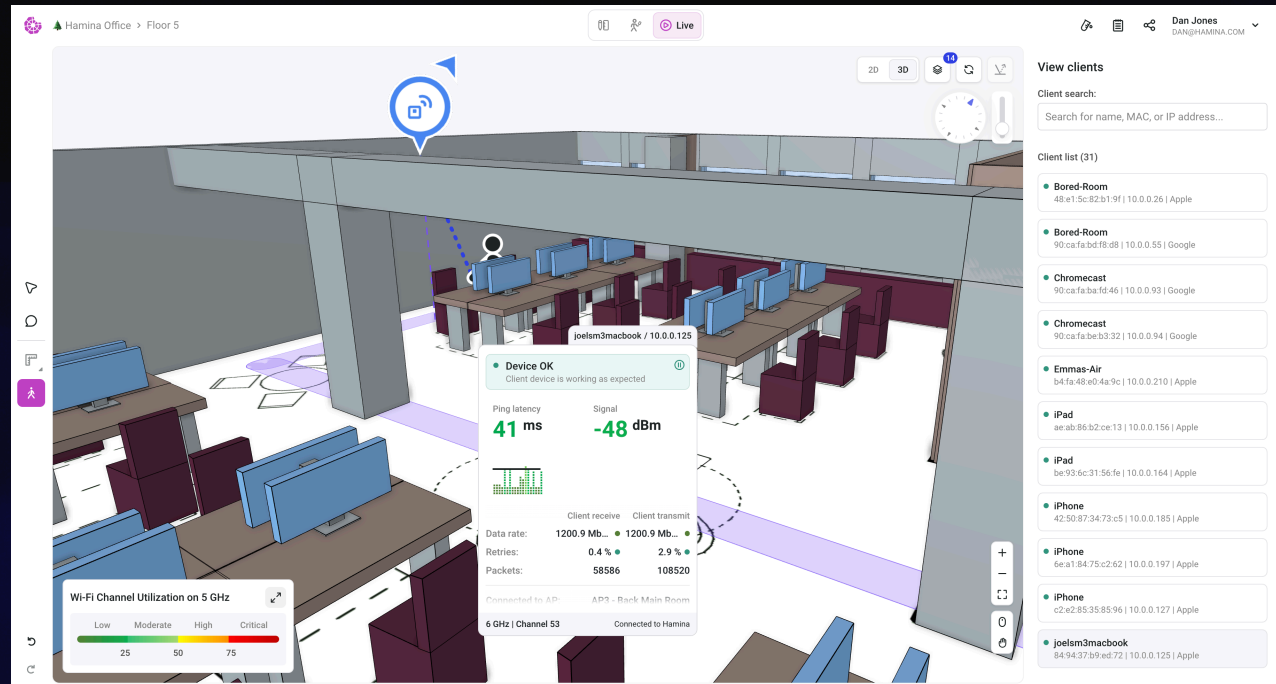 Hamina Office > Floor 5
Live
Dan Jones
DAN@HAMINA.COM
2D 3D 14
View clients
Client search:
Search for name, MAC, or IP address...
Client list (31)
Bored-Room
48:e1:5c:82:b1:9f | 10.0.0.26 | Apple
Bored-Room
90:ca:fa:bd:f8:d8 | 10.0.0.55 | Google
Chromecast
90:ca:fa:ba:fd:46 | 10.0.0.93 | Google
Chromecast
90:ca:fa:be:b3:32 | 10.0.0.94 | Google
Emmas-Air
b4:fa:48:e0:4a:9c | 10.0.0.210 | Apple
iPad
ae:ab:86:b2:ce:13 | 10.0.0.156 | Apple
iPad
be:93:6c:31:56:fe | 10.0.0.164 | Apple
iPhone
42:50:87:34:73:c5 | 10.0.0.185 | Apple
iPhone
6e:a1:84:75:c2:62 | 10.0.0.197 | Apple
iPhone
c2:e2:85:35:85:96 | 10.0.0.127 | Apple
joelsm3macbook
84:94:37:b9:ed:72 | 10.0.0.125 | Apple
joelsm3macbook / 10.0.0.125
Device OK
Client device is working as expected
Ping latency Signal
41 ms -48 dBm
Client receive Client transmit
Data rate: 1200.9 Mb... 1200.9 Mb...
Retries: 0.4 % 2.9 %
Packets: 58586 108520
Connected to AP: AP3 - Back Main Room
6 GHz | Channel 53 Connected to Hamina
Wi-Fi Channel Utilization on 5 GHz
Low Moderate High Critical
25 50 75